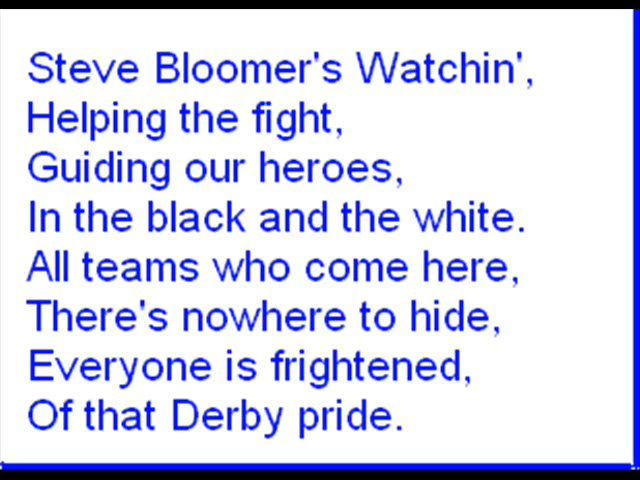 Steve Bloomer's Watchin',
Helping the fight,
Guiding our heroes,
In the black and the white.
All teams who come here,
There's nowhere to hide,
Everyone is frightened,
Of that Derby pride.